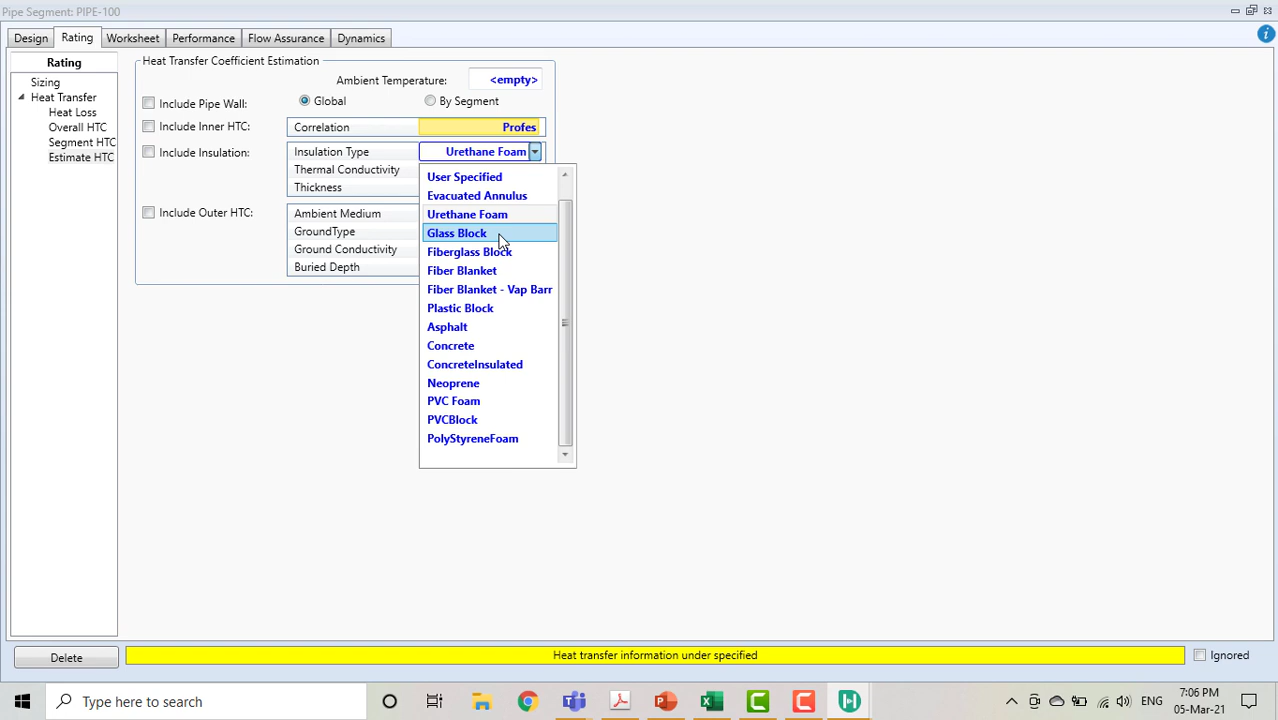 Pipe Segment: PIPE-100
Design Rating Worksheet Performance Flow Assurance Dynamics
Rating
Sizing
Heat Transfer
Heat Loss
Overall HTC
Segment HTC
Estimate HTC
Heat Transfer Coefficient Estimation
Ambient Temperature: <empty>
Include Pipe Wall: Global By Segment
Include Inner HTC: Correlation Profes
Include Insulation: Insulation Type Urethane Foam
Thermal Conductivity
Thickness
Include Outer HTC: Ambient Medium
GroundType
Ground Conductivity
Buried Depth
User Specified
Evacuated Annulus
Urethane Foam
Glass Block
Fiberglass Block
Fiber Blanket
Fiber Blanket - Vap Barr
Plastic Block
Asphalt
Concrete
ConcreteInsulated
Neoprene
PVC Foam
PVCBlock
PolyStyreneFoam
Delete Heat transfer information under specified Ignored
Type here to search
ENG
7:06 PM
05-Mar-21